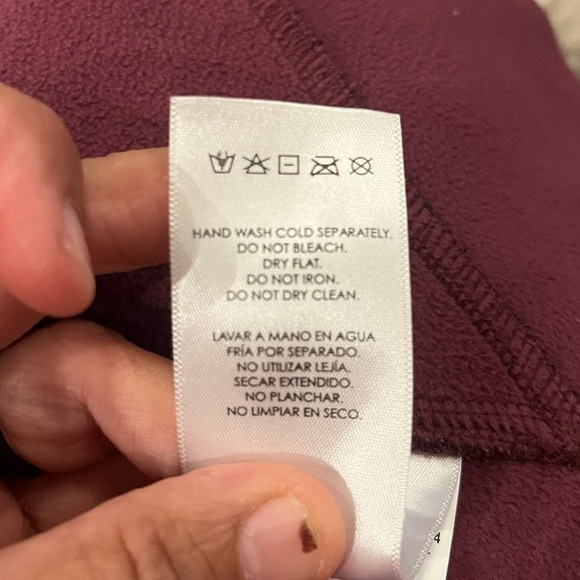 HAND WASH COLD SEPARATELY.
DO NOT BLEACH.
DRY FLAT.
DO NOT IRON.
DO NOT DRY CLEAN.
LAVAR A MANO EN AGUA
FRÍA POR SEPARADO.
NO UTILIZAR LEJÍA.
SECAR EXTENDIDO.
NO PLANCHAR.
NO LIMPIAR EN SECO.
4